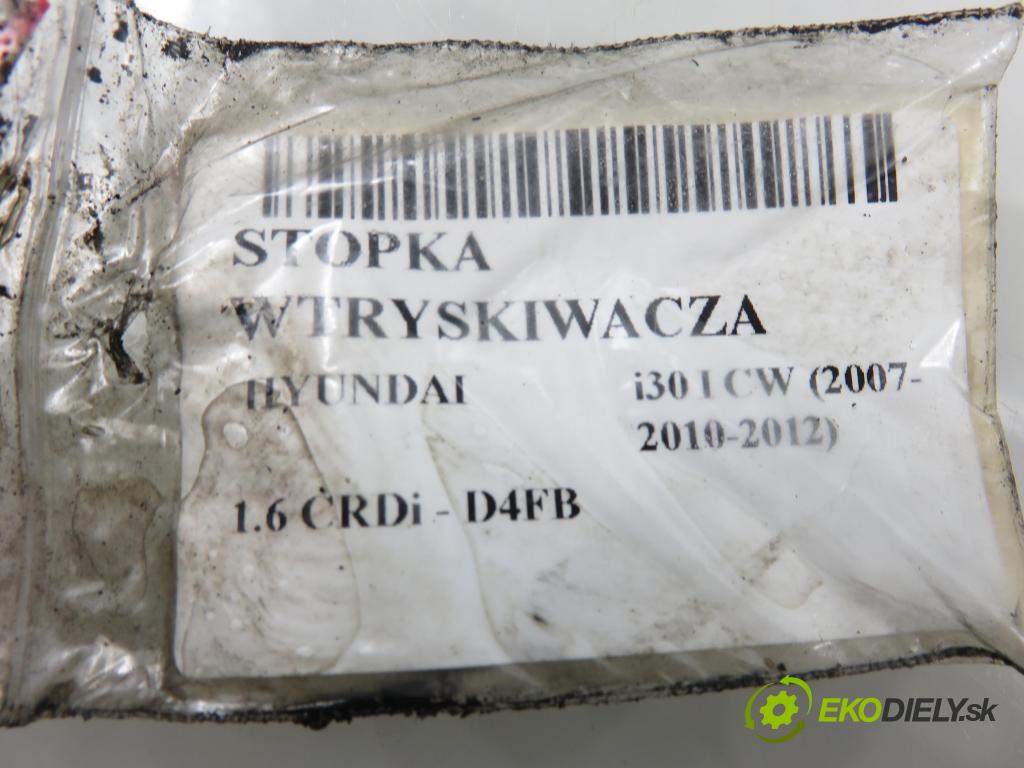 STOPKA
WTRYSKIWACZA
HYUNDAI i30 I CW (2007-
2010-2012)
1.6 CRDi - D4FB
EKODIELY.sk